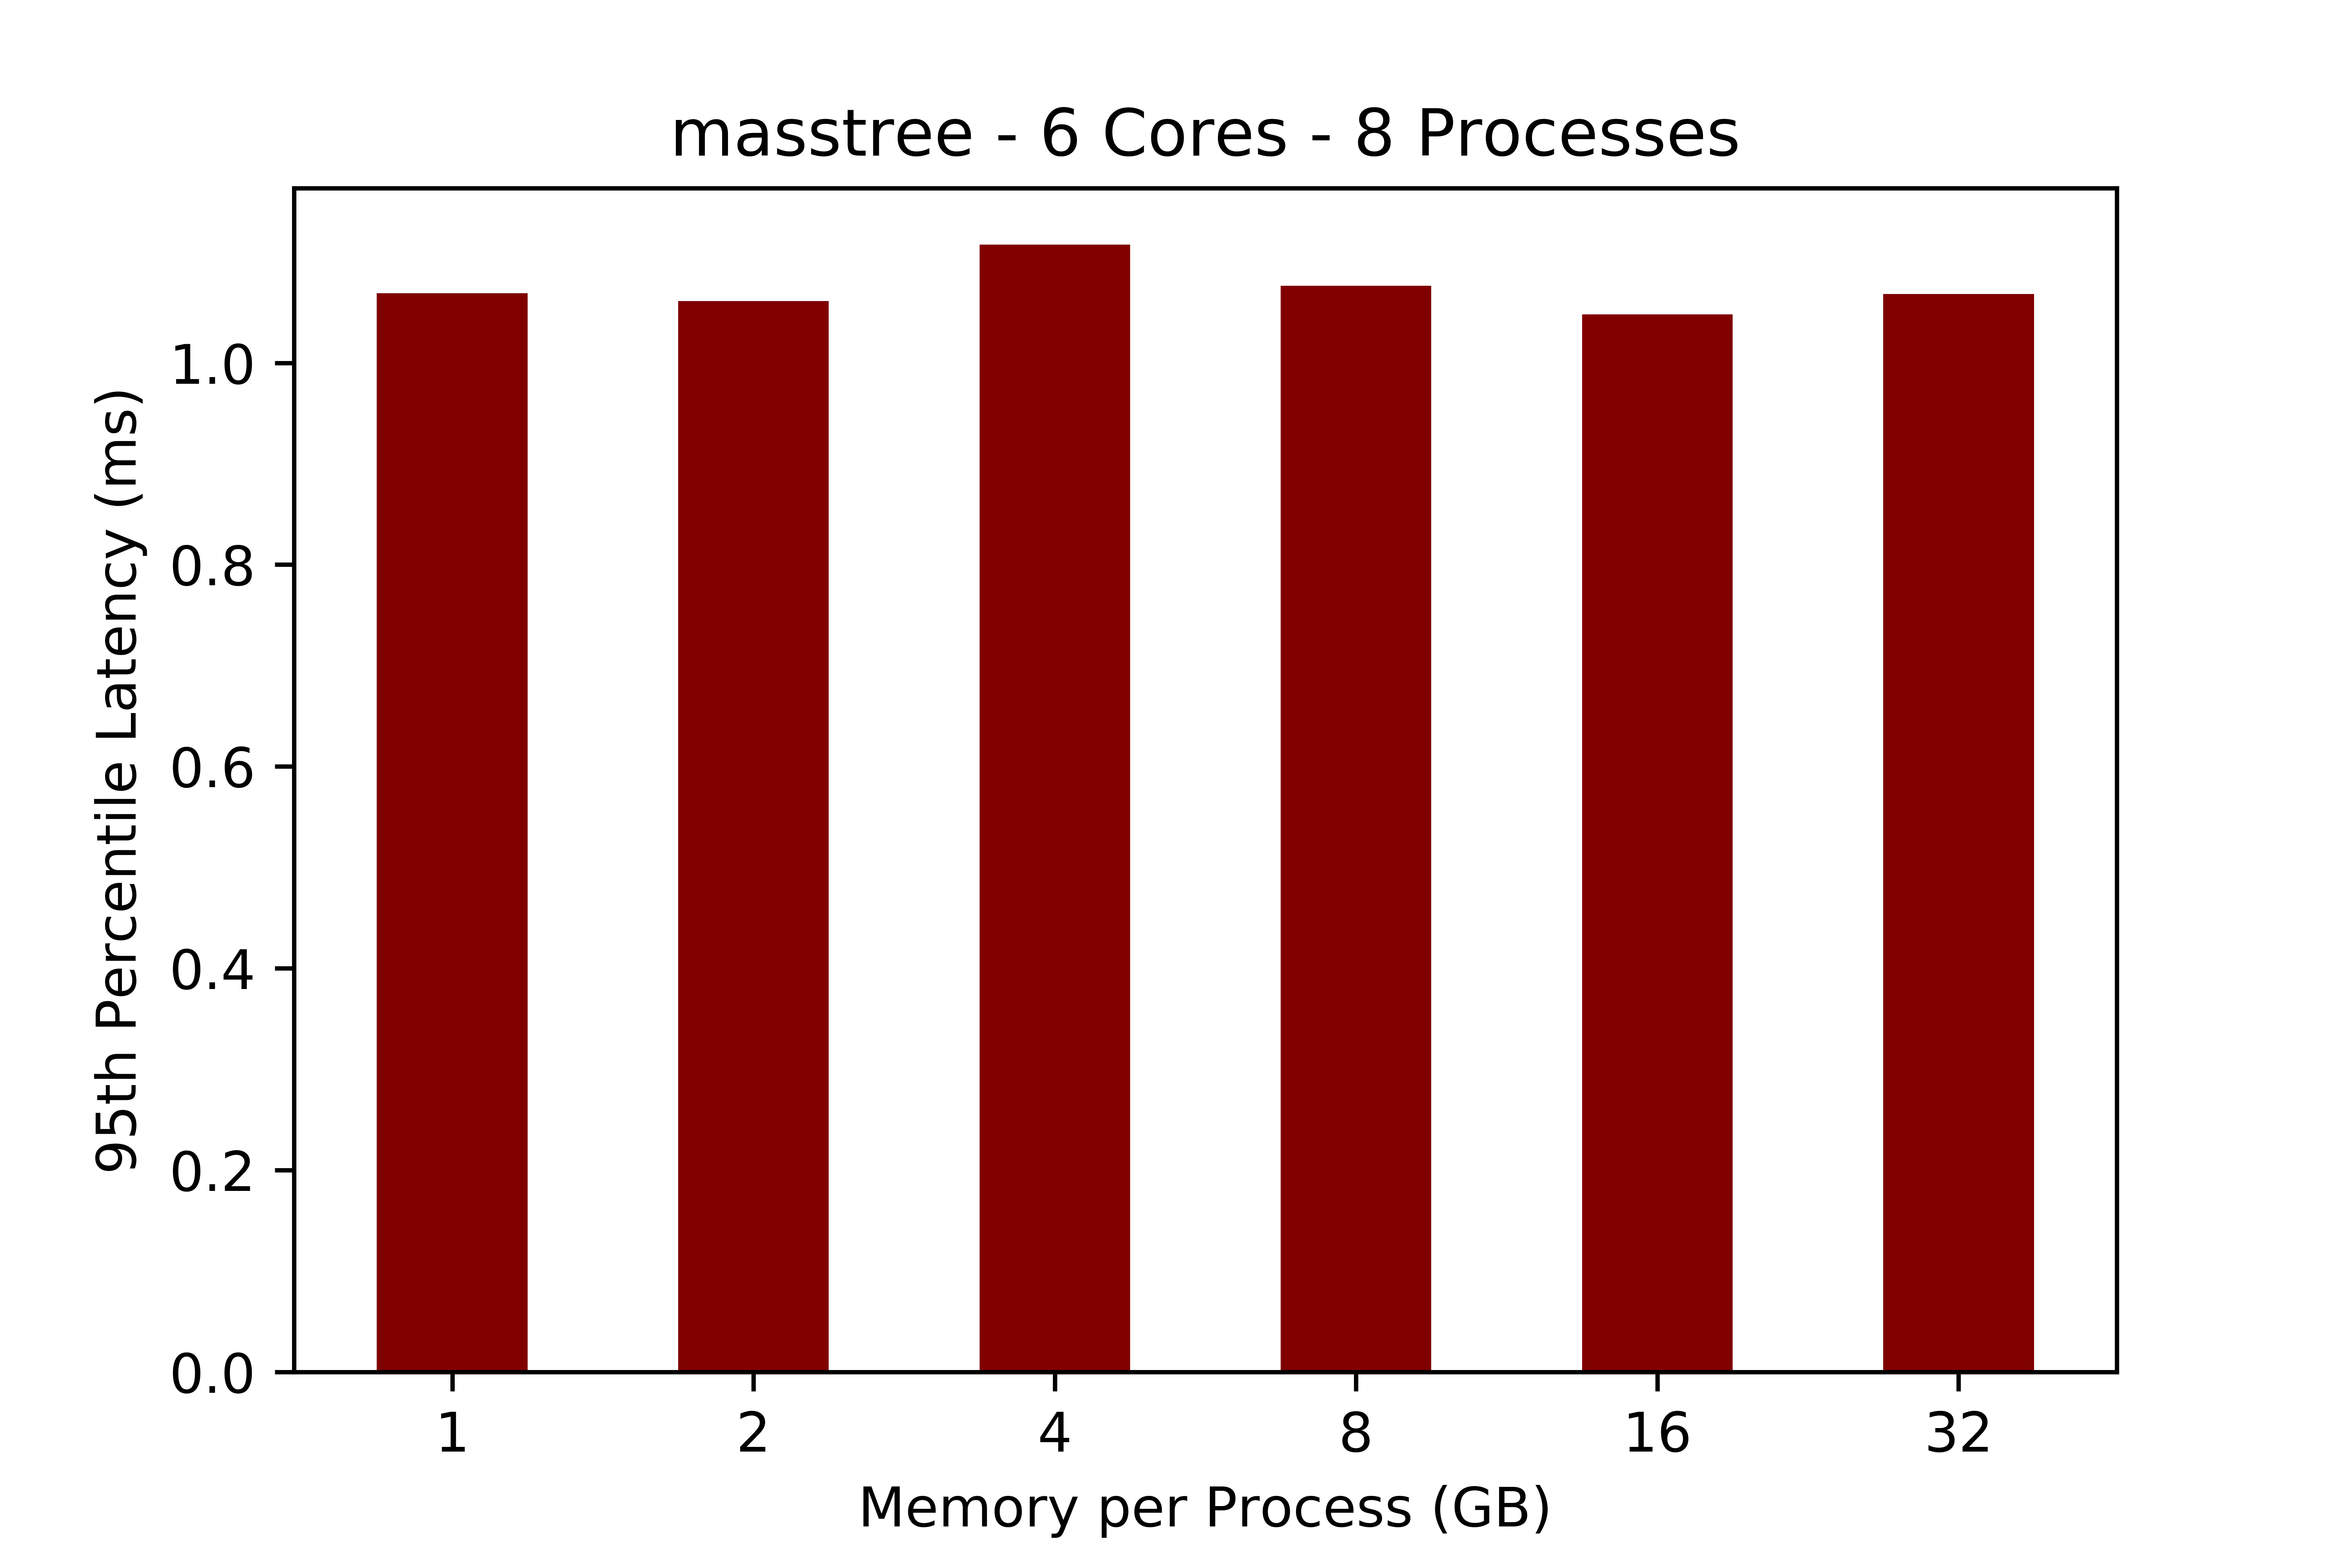 masstree - 6 Cores - 8 Processes
95th Percentile Latency (ms)
1.0
0.8
0.6
0.4
0.2
0.0
1 2 4 8 16 32
Memory per Process (GB)